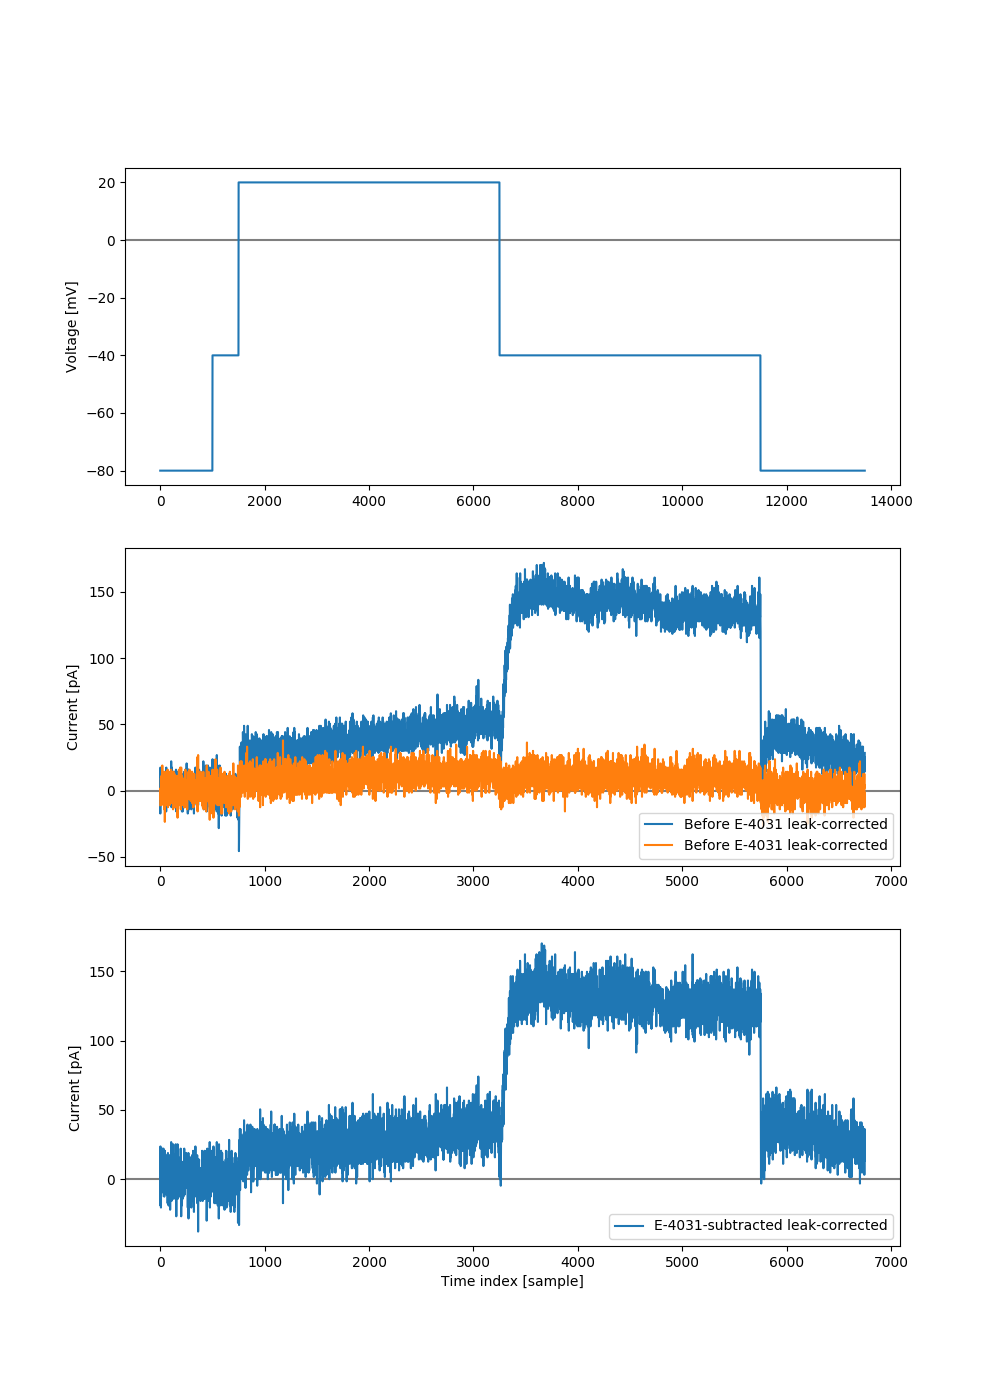 20
0
−20
−40
−60
−80
Voltage [mV]
0 2000 4000 6000 8000 10000 12000 14000
150
100
50
0
−50
Current [pA]
Before E-4031 leak-corrected
Before E-4031 leak-corrected
0 1000 2000 3000 4000 5000 6000 7000
150
100
50
0
Current [pA]
E-4031-subtracted leak-corrected
0 1000 2000 3000 4000 5000 6000 7000
Time index [sample]